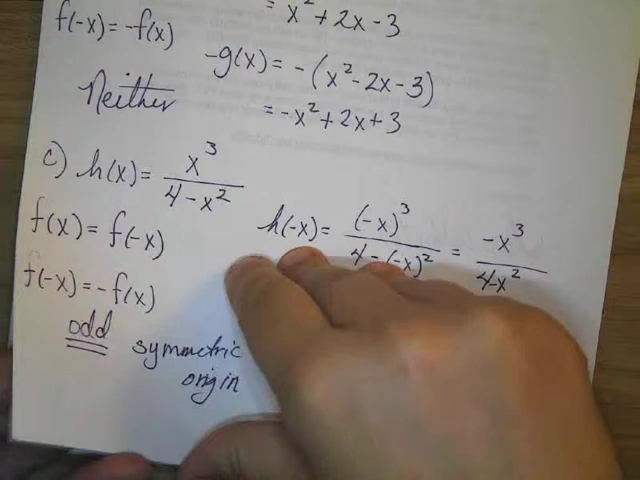 = x² + 2x - 3
f(-x) = -f(x)
-g(x) = -(x² - 2x - 3)
Neither
= -x² + 2x + 3
c) h(x) = x³ / 4 - x²
h(-x) = (-x)³ / 4 - (-x)² = -x³ / 4-x²
f(x) = f(-x)
f(-x) = -f(x)
odd
symmetric
origin